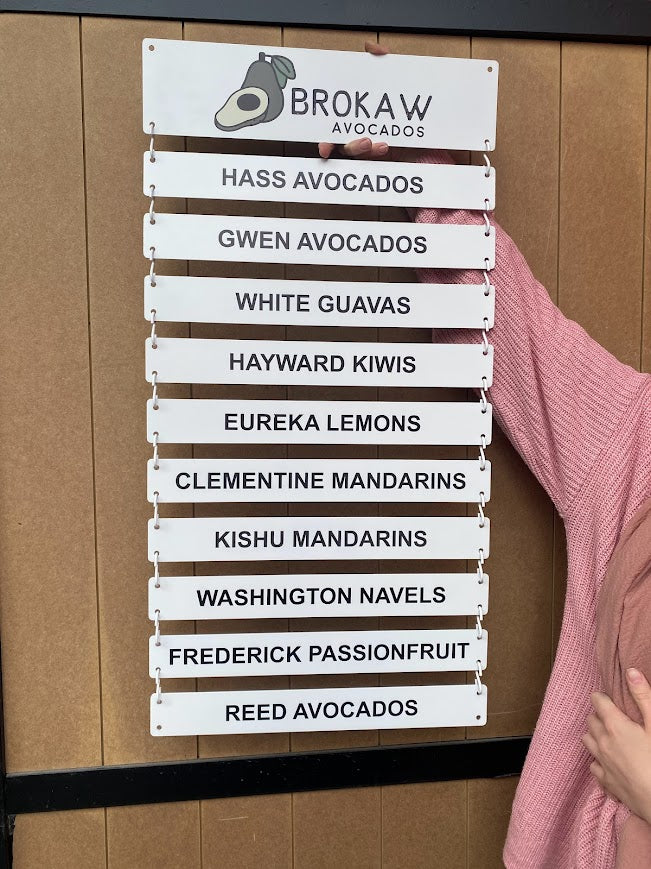 BROKAW
AVOCADOS
HASS AVOCADOS
GWEN AVOCADOS
WHITE GUAVAS
HAYWARD KIWIS
EUREKA LEMONS
CLEMENTINE MANDARINS
KISHU MANDARINS
WASHINGTON NAVELS
FREDERICK PASSIONFRUIT
REED AVOCADOS